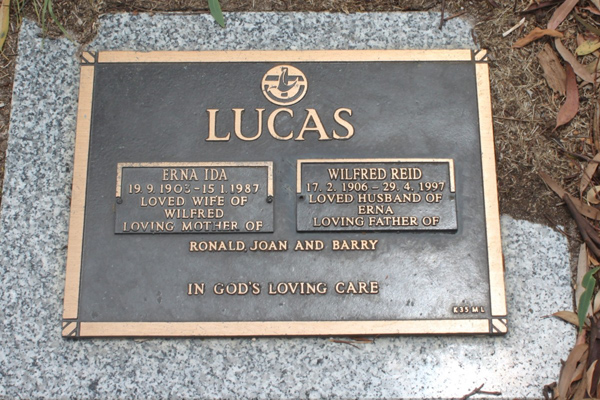 LUCAS
ERNA IDA
19.9.1903-15.1.1987
LOVED WIFE OF
WILFRED
LOVING MOTHER OF
WILFRED REID
17.2.1906-29.4.1997
LOVED HUSBAND OF
ERNA
LOVING FATHER OF
RONALD, JOAN AND BARRY
IN GOD'S LOVING CARE
K35 ML